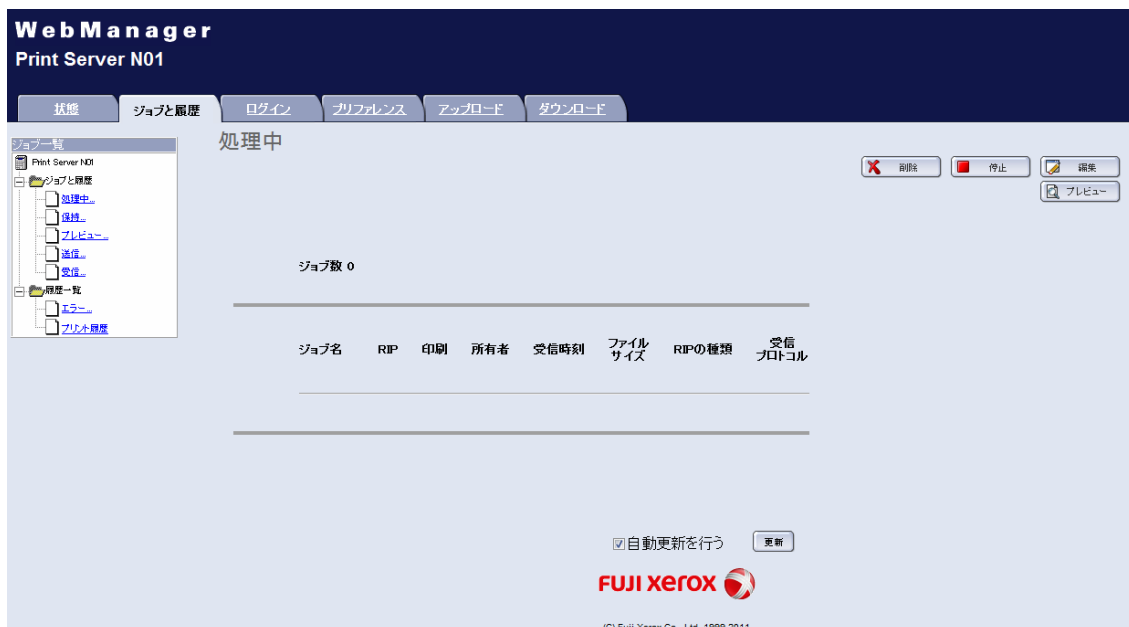 WebManager
Print Server N01
状態
ジョブと履歴
ログイン
プリファレンス
アップロード
ダウンロード
ジョブ一覧
Print Server N01
ジョブと履歴
処理中...
保持...
プレビュー...
送信...
受信...
履歴一覧
エラー...
プリント履歴
処理中
削除
停止
編集
プレビュー
ジョブ数 0
ジョブ名 RIP 印刷 所有者 受信時刻 ファイル サイズ RIPの種類 受信 プロトコル
自動更新を行う
更新
FUJI xerox
(C) Fuji Xerox Co., Ltd. 1999-2011